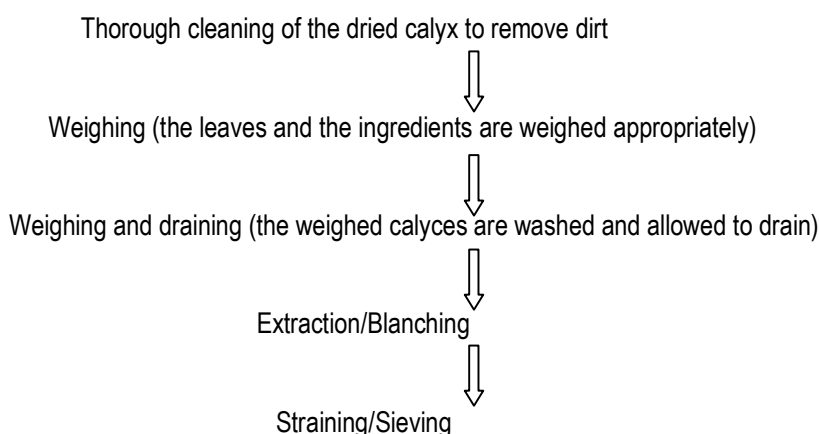 Thorough cleaning of the dried calyx to remove dirt
Weighing (the leaves and the ingredients are weighed appropriately)
Weighing and draining (the weighed calyces are washed and allowed to drain)
Extraction/Blanching
Straining/Sieving